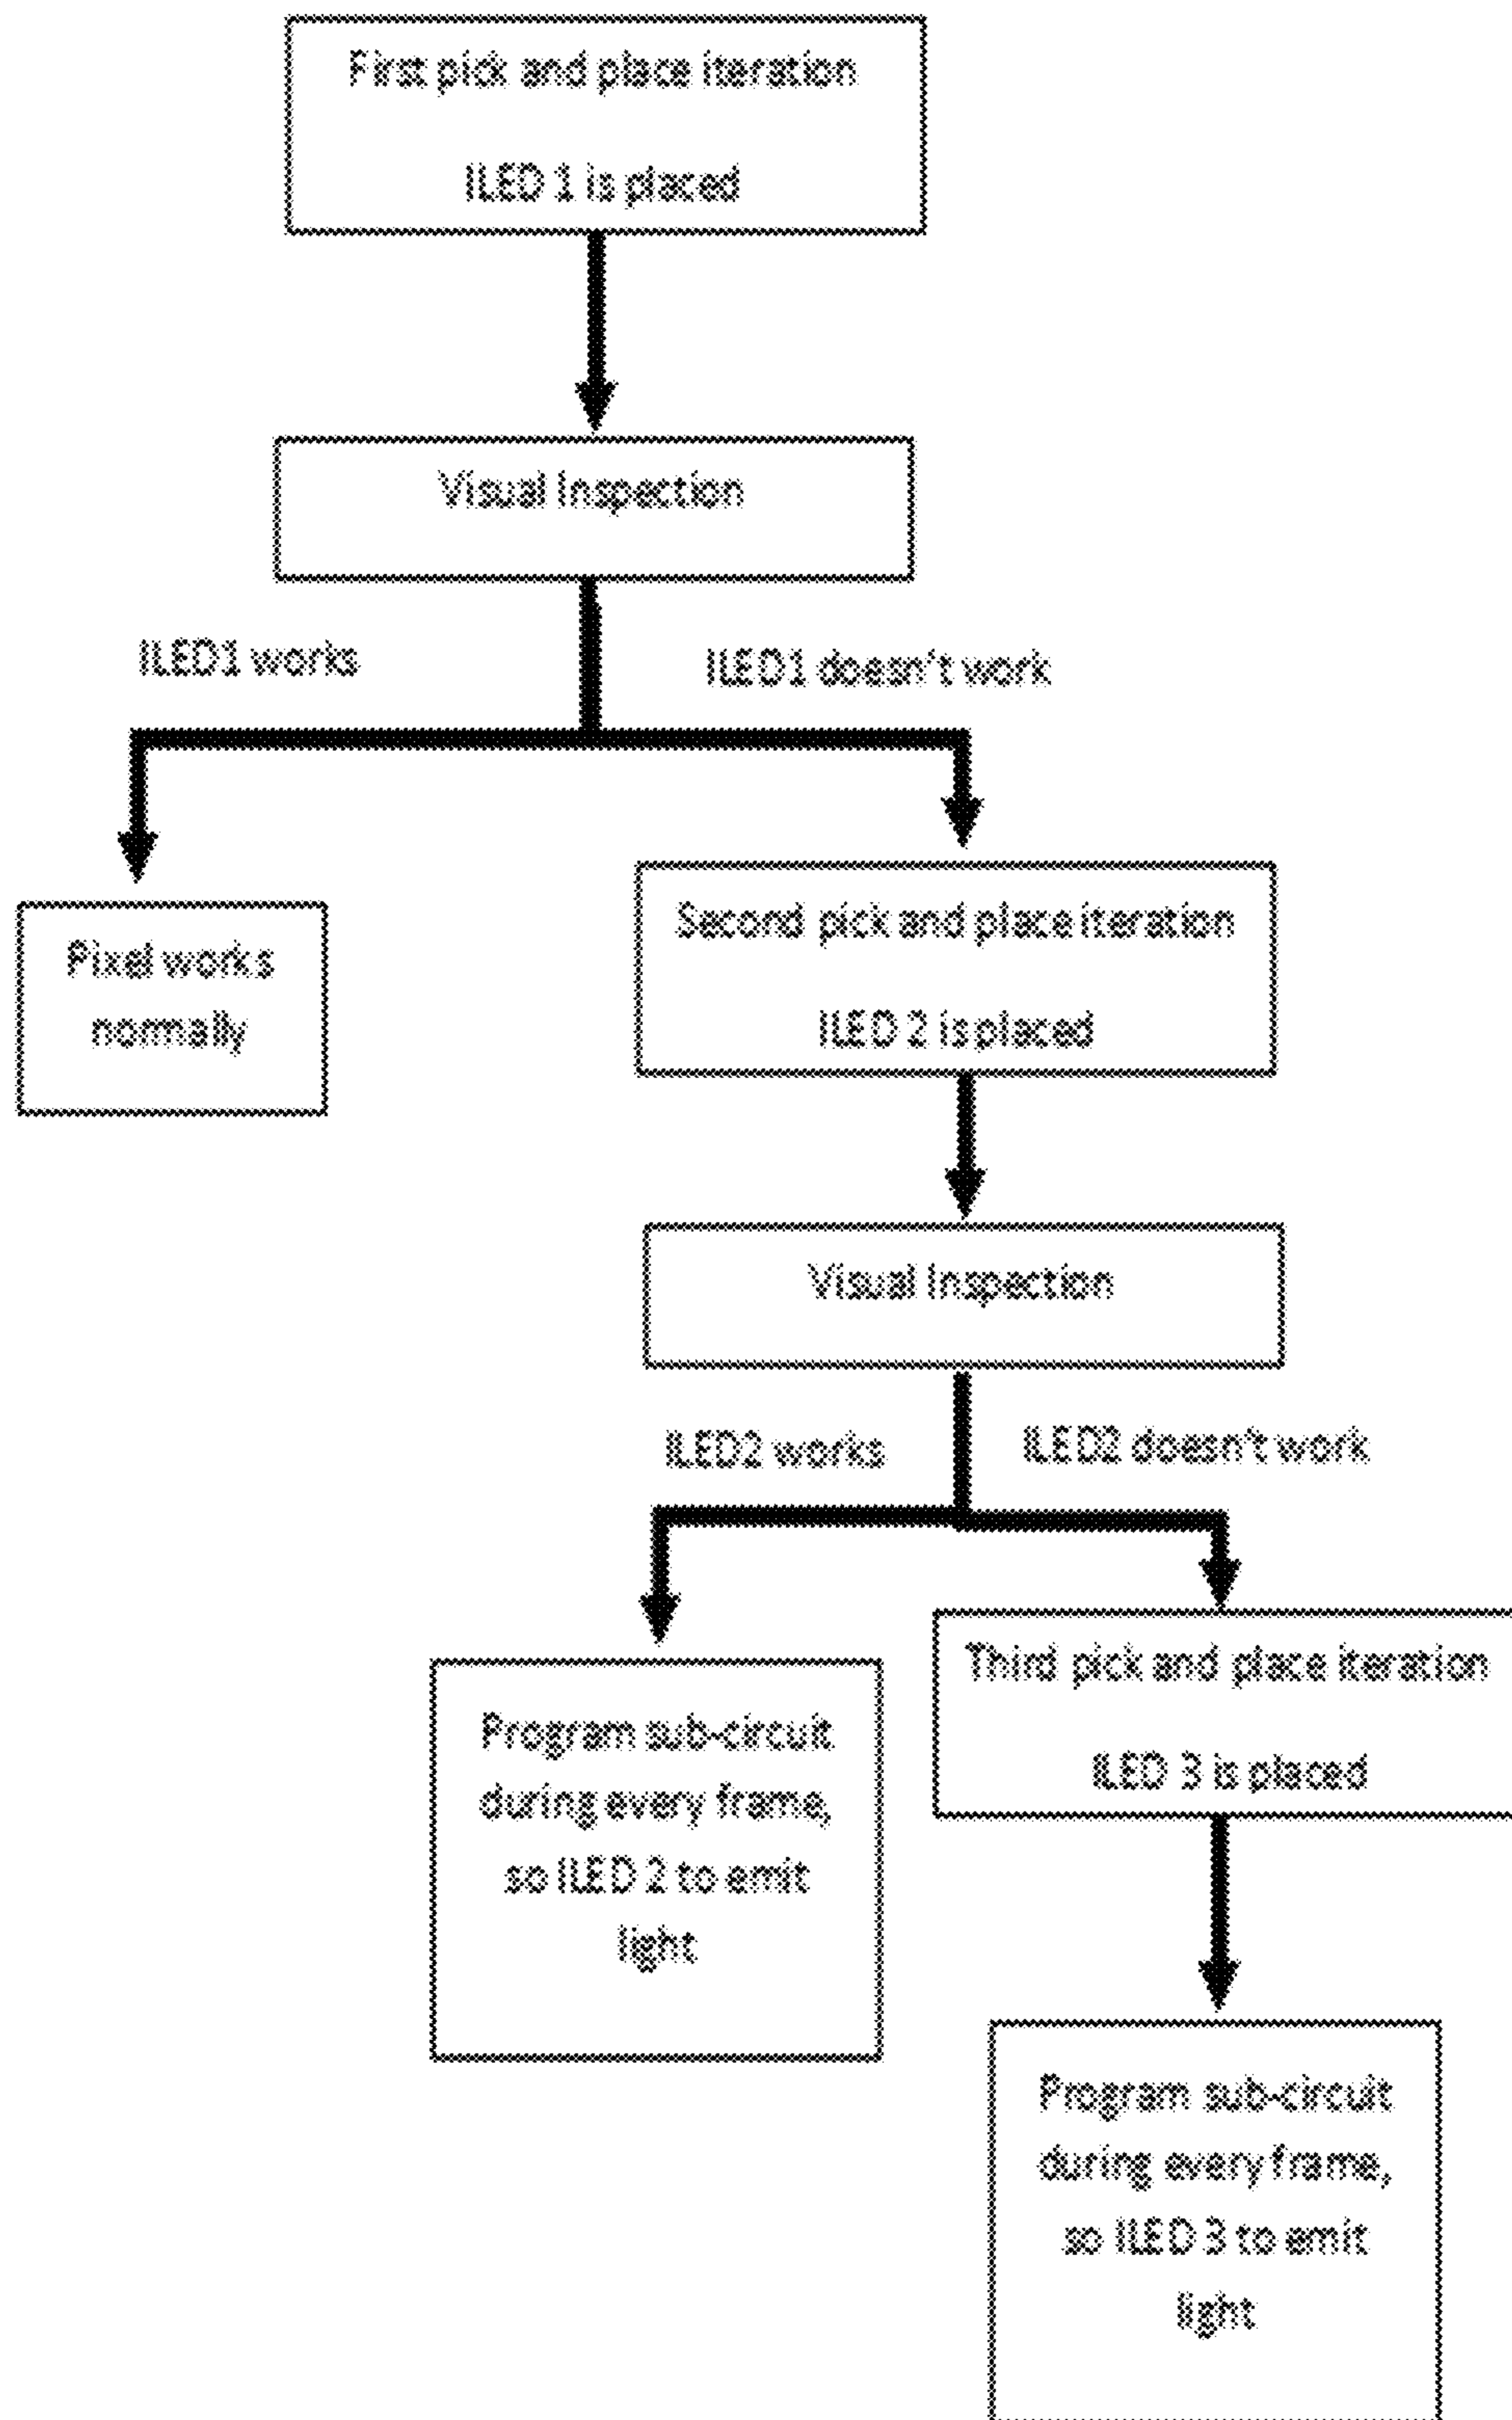 First pick and place iteration
ILED 1 is placed
Visual Inspection
ILED1 works
ILED1 doesn't work
Pixel works
normally
Second pick and place iteration
ILED 2 is placed
Visual Inspection
ILED2 works
ILED2 doesn't work
Program sub-circuit
during every frame,
so ILED 2 to emit
light
Third pick and place iteration
ILED 3 is placed
Program sub-circuit
during every frame,
so ILED 3 to emit
light